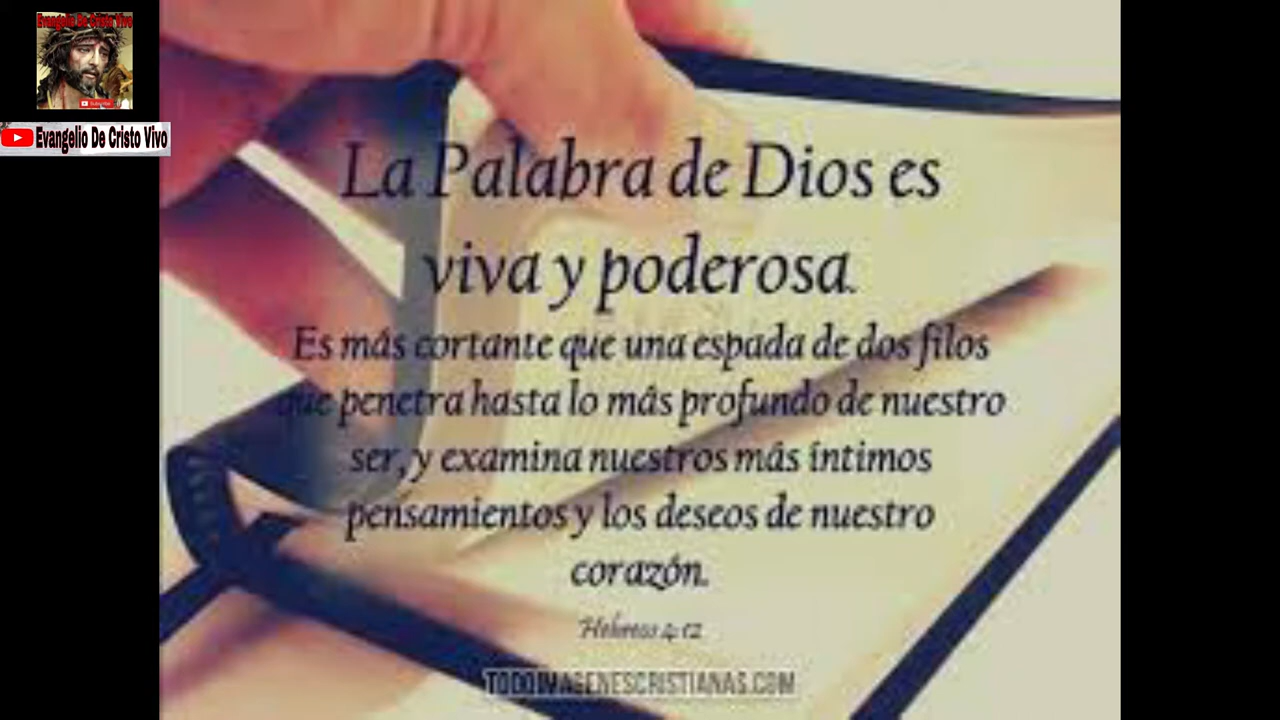 Evangelio De Cristo Vivo
Evangelio De Cristo Vivo
La Palabra de Dios es
viva y poderosa.
Es más cortante que una espada de dos filos
que penetra hasta lo más profundo de nuestro
ser, y examina nuestros más íntimos
pensamientos y los deseos de nuestro
corazón.
Hebreos 4:12
TODOIMAGENESCRISTIANAS.COM